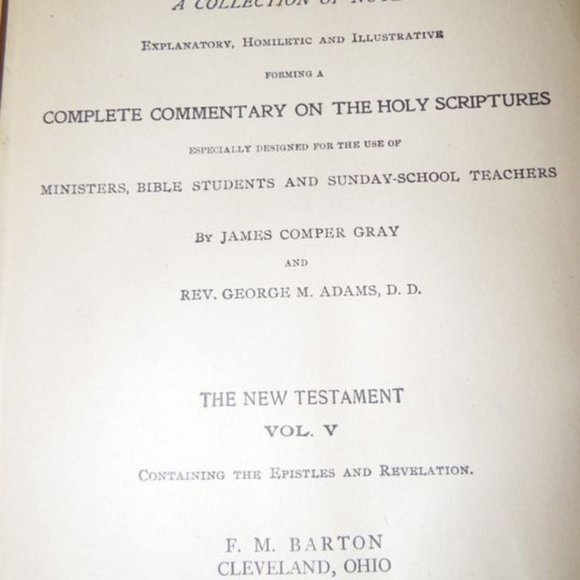 A COLLECTION OF NOTE
EXPLANATORY, HOMILETIC AND ILLUSTRATIVE
FORMING A
COMPLETE COMMENTARY ON THE HOLY SCRIPTURES
ESPECIALLY DESIGNED FOR THE USE OF
MINISTERS, BIBLE STUDENTS AND SUNDAY-SCHOOL TEACHERS
BY JAMES COMPER GRAY
AND
REV. GEORGE M. ADAMS, D. D.
THE NEW TESTAMENT
VOL. V
CONTAINING THE EPISTLES AND REVELATION.
F. M. BARTON
CLEVELAND, OHIO